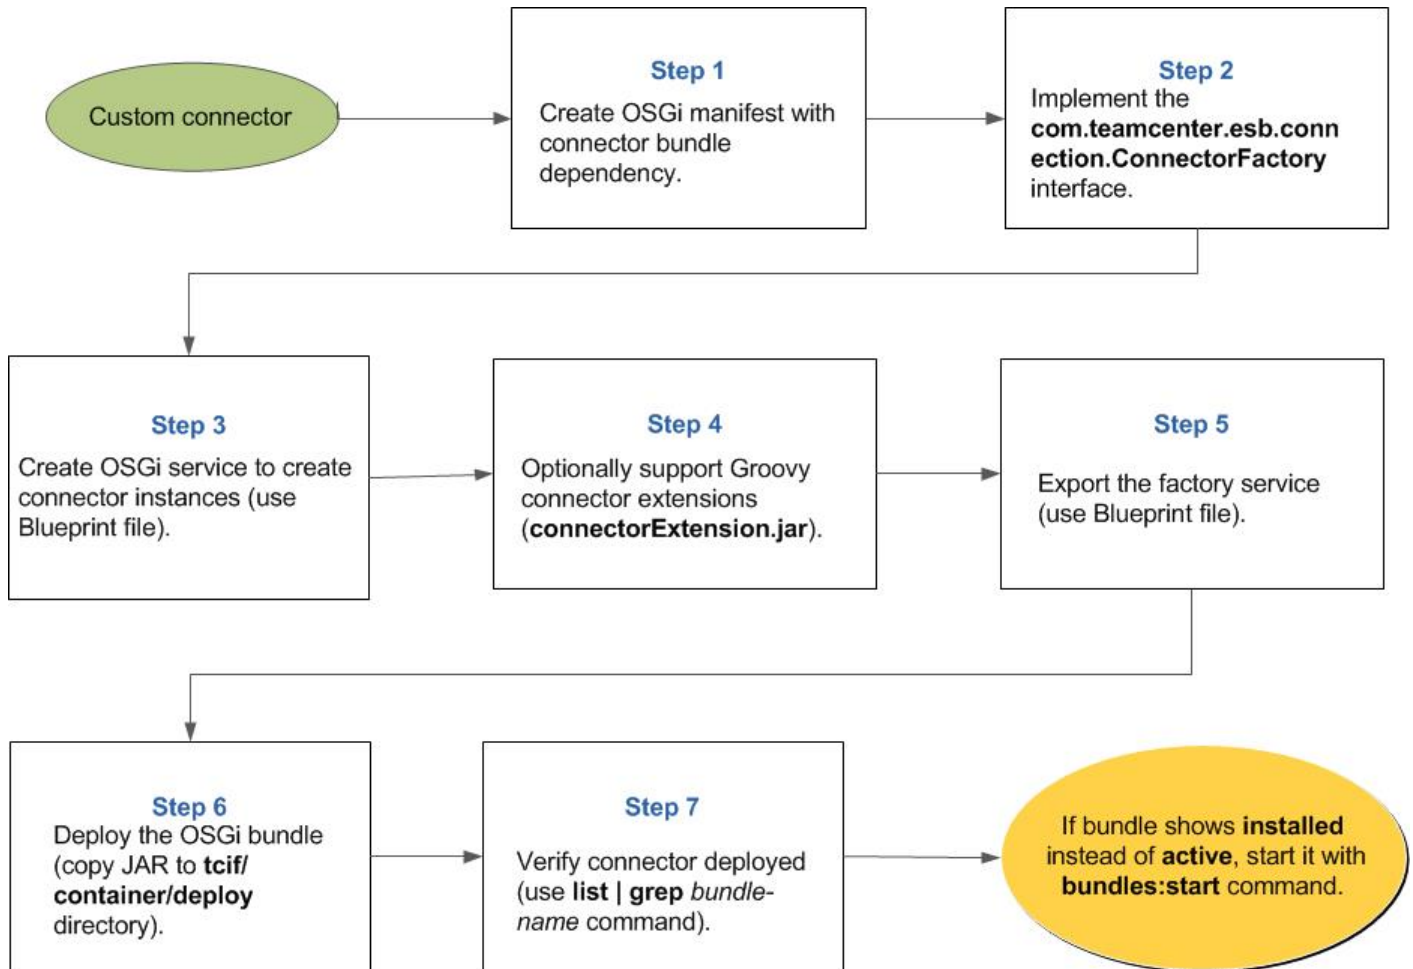 Custom connector
Step 1
Create OSGi manifest with
connector bundle
dependency.
Step 2
Implement the
com.teamcenter.esb.conn
ection.ConnectorFactory
interface.
Step 3
Create OSGi service to create
connector instances (use
Blueprint file).
Step 4
Optionally support Groovy
connector extensions
(connectorExtension.jar).
Step 5
Export the factory service
(use Blueprint file).
Step 6
Deploy the OSGi bundle
(copy JAR to tcif/
container/deploy
directory).
Step 7
Verify connector deployed
(use list | grep bundle-
name command).
If bundle shows installed
instead of active, start it with
bundles:start command.